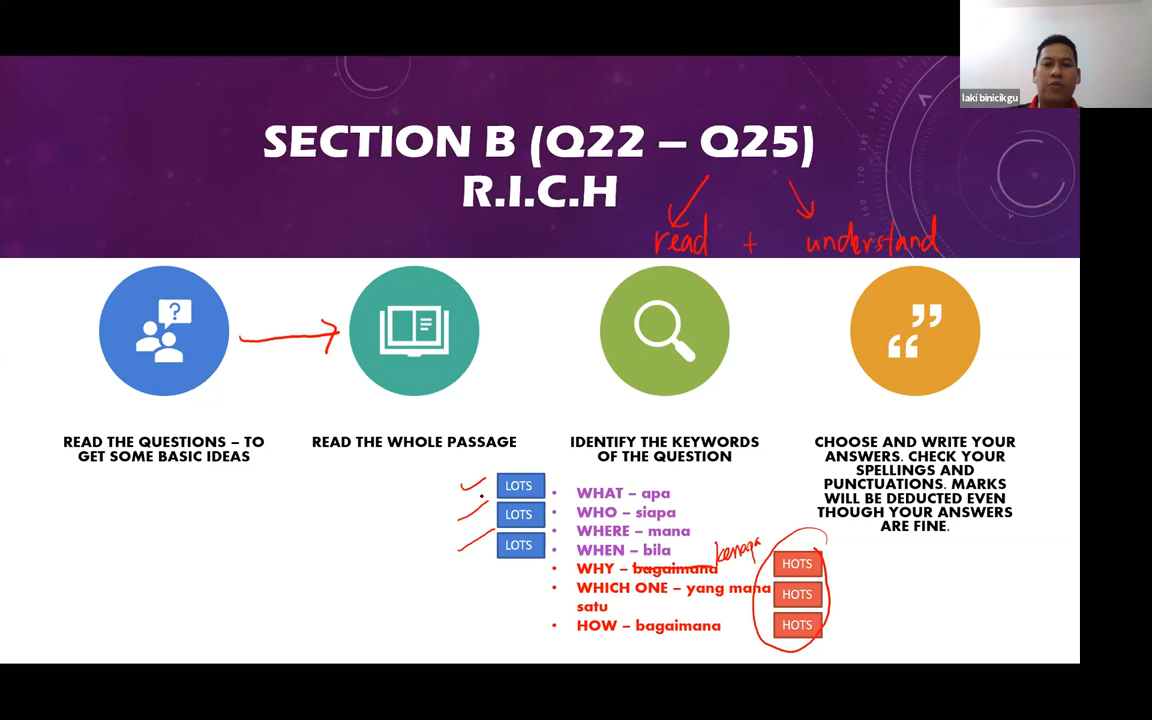 laki binicikgu
SECTION B (Q22 – Q25)
R.I.C.H
read + understand
READ THE QUESTIONS – TO
GET SOME BASIC IDEAS
READ THE WHOLE PASSAGE
IDENTIFY THE KEYWORDS
OF THE QUESTION
LOTS
LOTS
LOTS
• WHAT – apa
• WHO – siapa
• WHERE – mana
• WHEN – bila
kenapa
• WHY – bagaimana
• WHICH ONE – yang mana
satu
• HOW – bagaimana
HOTS
HOTS
HOTS
CHOOSE AND WRITE YOUR
ANSWERS. CHECK YOUR
SPELLINGS AND
PUNCTUATIONS. MARKS
WILL BE DEDUCTED EVEN
THOUGH YOUR ANSWERS
ARE FINE.